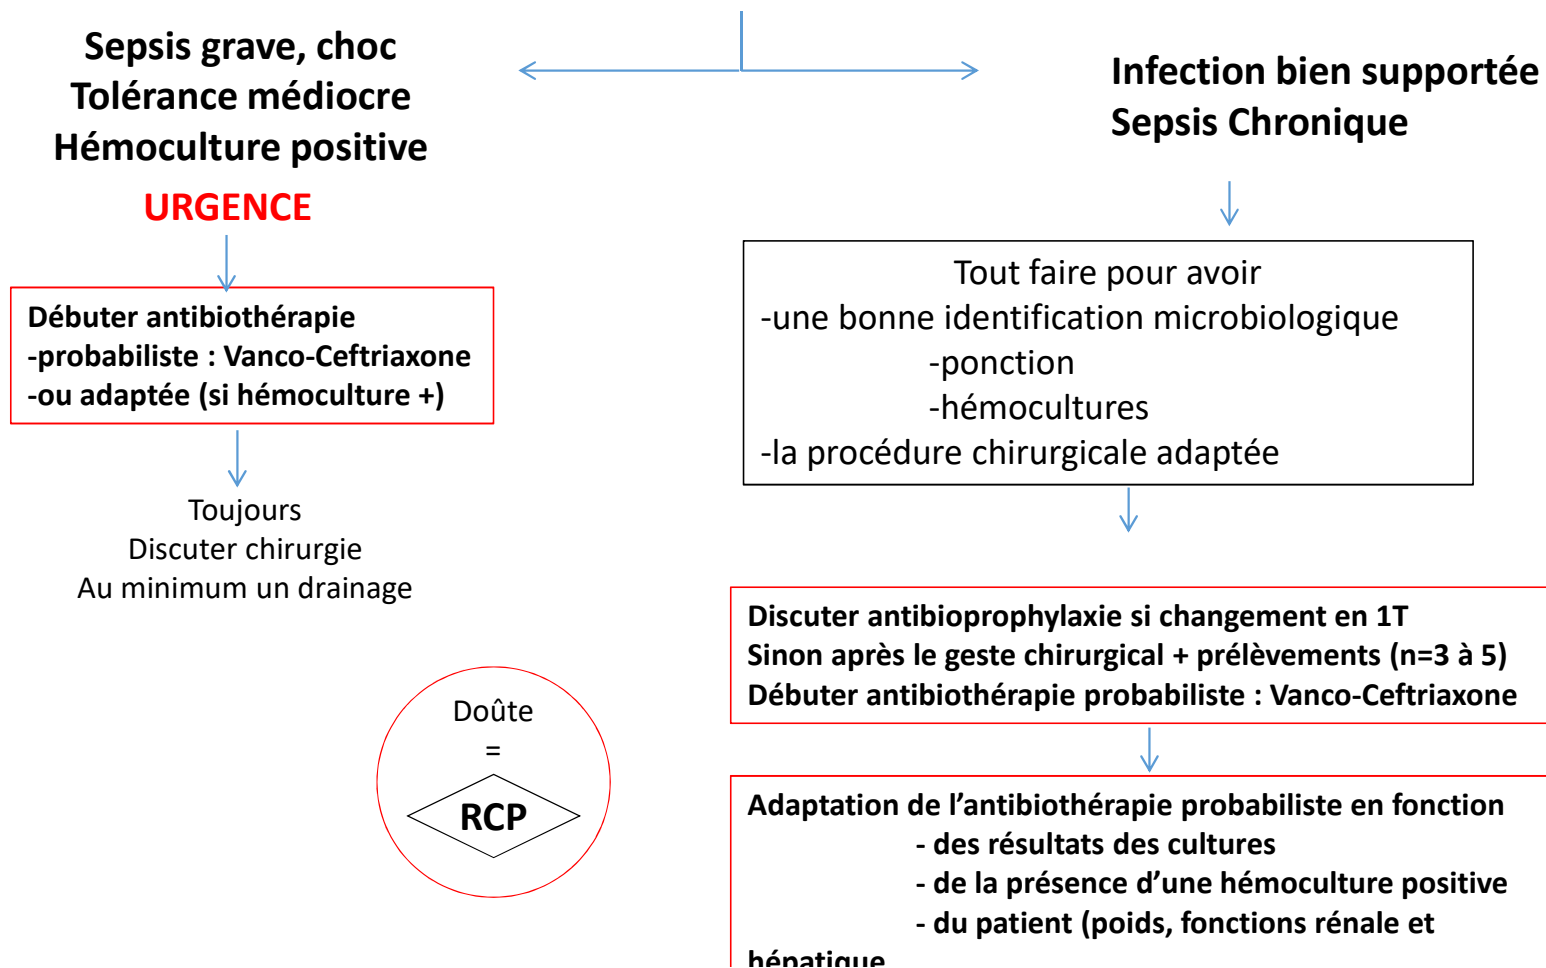 Sepsis grave, choc
Tolérance médiocre
Hémoculture positive
URGENCE
Débuter antibiothérapie
-probabiliste : Vanco-Ceftriaxone
-ou adaptée (si hémoculture +)
Toujours
Discuter chirurgie
Au minimum un drainage
Doûte
=
RCP
Infection bien supportée
Sepsis Chronique
Tout faire pour avoir
-une bonne identification microbiologique
-ponction
-hémocultures
-la procédure chirurgicale adaptée
Discuter antibioprophylaxie si changement en 1T
Sinon après le geste chirurgical + prélèvements (n=3 à 5)
Débuter antibiothérapie probabiliste : Vanco-Ceftriaxone
Adaptation de l’antibiothérapie probabiliste en fonction
- des résultats des cultures
- de la présence d’une hémoculture positive
- du patient (poids, fonctions rénale et
hépatique